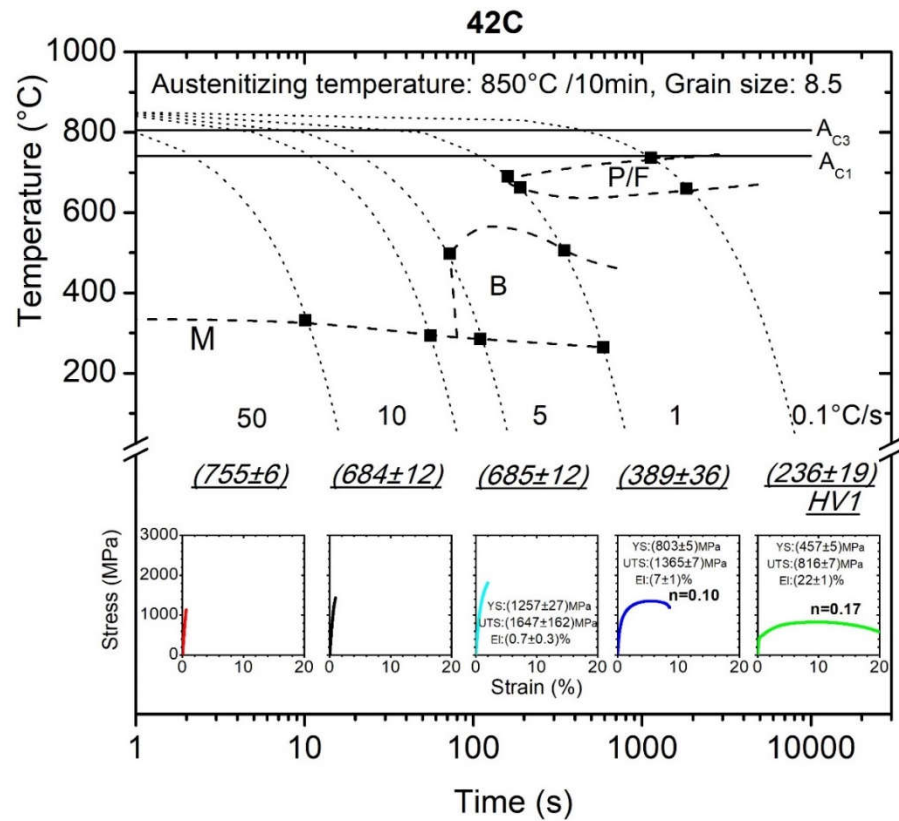 42C
1000
Austenitizing temperature: 850°C /10min, Grain size: 8.5
800
A_C3
A_C1
P/F
600
Temperature (°C)
400
B
M
200
50 10 5 1 0.1°C/s
(755±6) (684±12) (685±12) (389±36) (236±19)
HV1
3000
2000
1000
0
Stress (MPa)
YS:(1257±27)MPa
UTS:(1647±162)MPa
El:(0.7±0.3)%
YS:(803±5)MPa
UTS:(1365±7)MPa
El:(7±1)%
n=0.10
YS:(457±5)MPa
UTS:(816±7)MPa
El:(22±1)%
n=0.17
0 10 20 0 10 20 0 10 20 0 10 20 0 10 20
Strain (%)
1 10 100 1000 10000
Time (s)